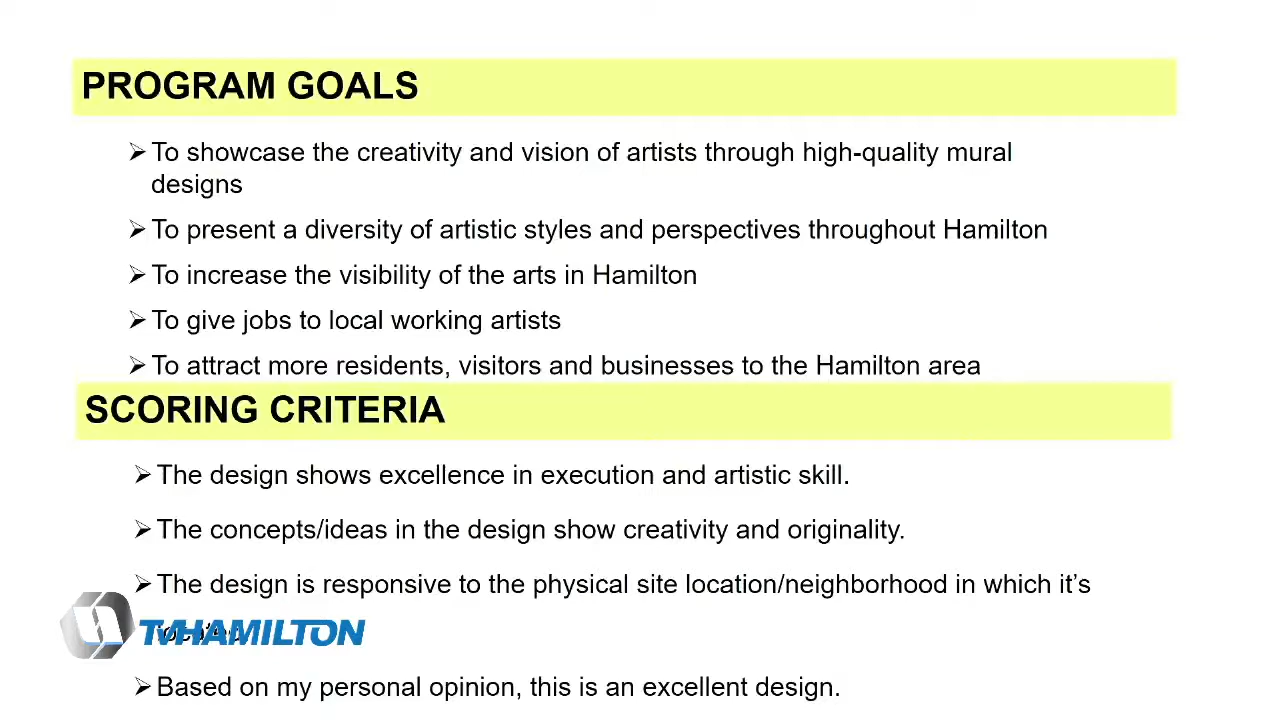 PROGRAM GOALS
➢ To showcase the creativity and vision of artists through high-quality mural
designs
➢ To present a diversity of artistic styles and perspectives throughout Hamilton
➢ To increase the visibility of the arts in Hamilton
➢ To give jobs to local working artists
➢ To attract more residents, visitors and businesses to the Hamilton area
SCORING CRITERIA
➢ The design shows excellence in execution and artistic skill.
➢ The concepts/ideas in the design show creativity and originality.
➢ The design is responsive to the physical site location/neighborhood in which it’s
TVHAMILTON
➢ Based on my personal opinion, this is an excellent design.